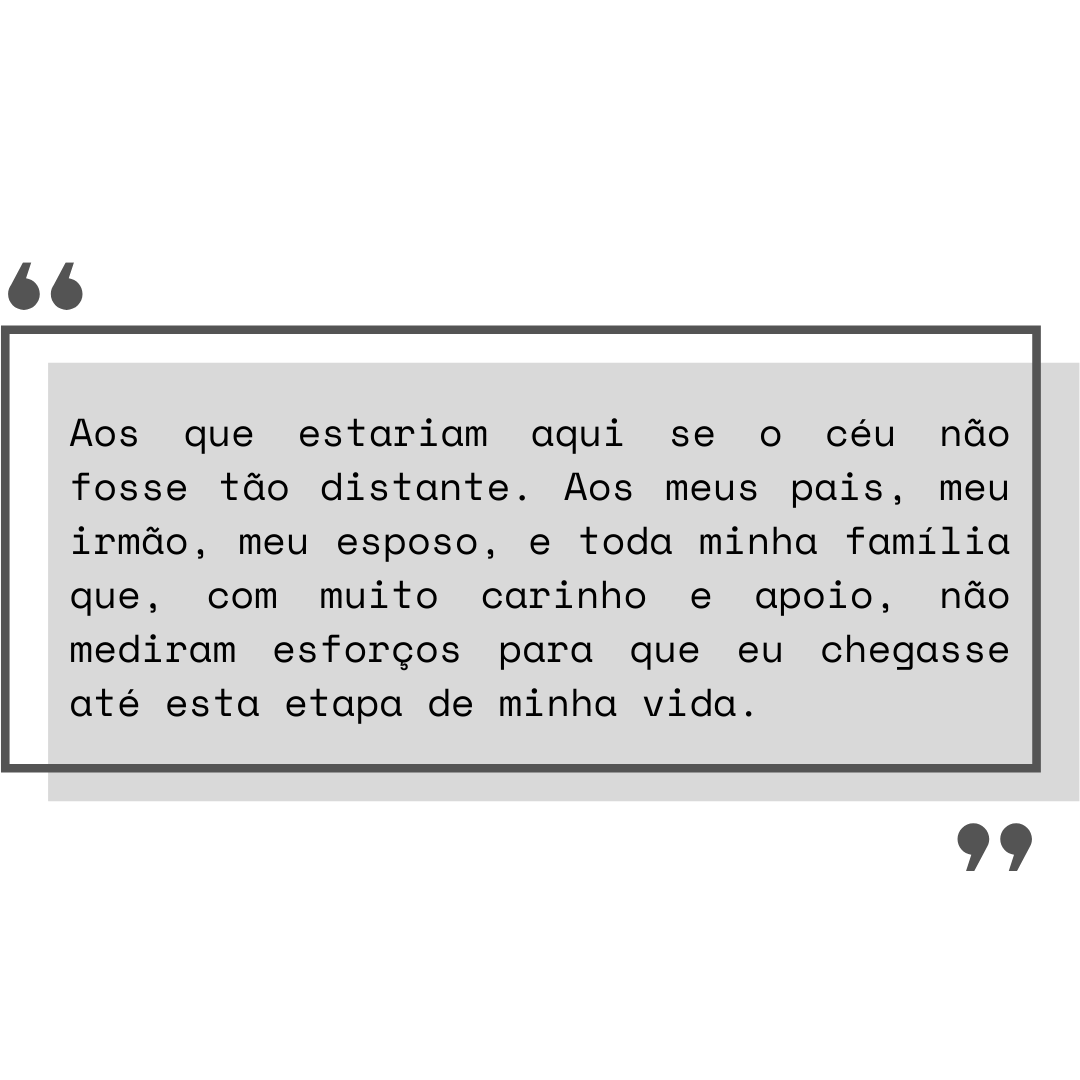 “
Aos que estariam aqui se o céu não
fosse tão distante. Aos meus pais, meu
irmão, meu esposo, e toda minha família
que, com muito carinho e apoio, não
mediram esforços para que eu chegasse
até esta etapa de minha vida.
”